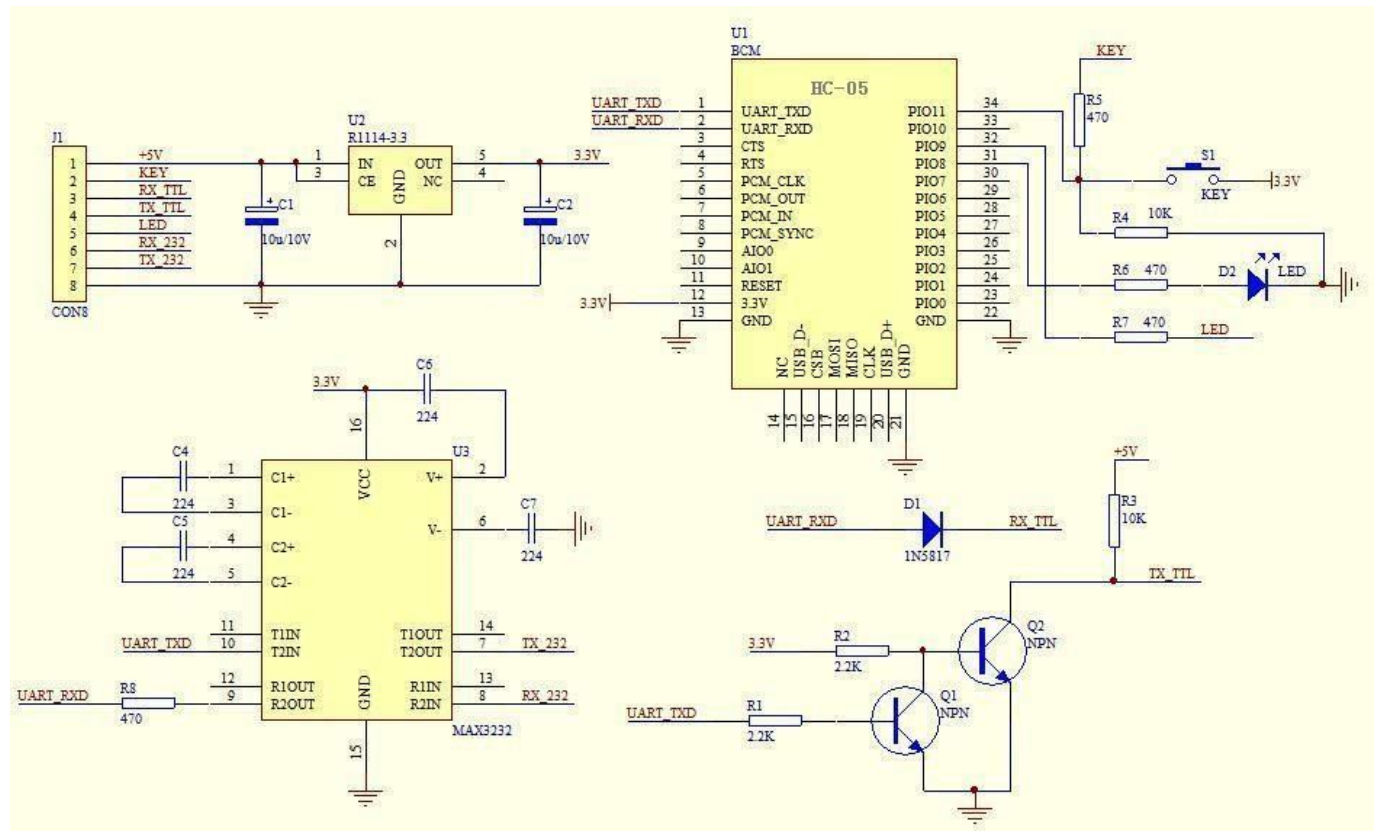 J1
1 +5V
2 KEY
3 RX_TTL
4 TX_TTL
5 LED
6 RX_232
7 TX_232
8
CON8
U2
R1114-3.3
1 IN OUT 5 3.3V
3 CE NC 4
GND
2
+ C1
10u/10V
+ C2
10u/10V
U1
BCM
HC-05
UART_TXD 1 UART_TXD PIO11 34
UART_RXD 2 UART_RXD PIO10 33
3 CTS PIO9 32
4 RTS PIO8 31
5 PCM_CLK PIO7 30
6 PCM_OUT PIO6 29
7 PCM_IN PIO5 28
8 PCM_SYNC PIO4 27
9 AIO0 PIO3 26
10 AIO1 PIO2 25
11 RESET PIO1 24
3.3V 12 3.3V PIO0 23
13 GND GND 22
NC USB_D- CSB MOSI MISO CLK USB_D+ GND
14 15 16 17 18 19 20 21
KEY
R5
470
S1
KEY
3.3V
R4 10K
R6 470 D2 LED
R7 470 LED
3.3V
C6
224
16
U3
C4
224
C5
224
1 C1+ VCC V+ 2
3 C1-
V- 6
C7
224
4 C2+
5 C2-
11 T1IN T1OUT 14
UART_TXD 10 T2IN T2OUT 7 TX_232
12 R1OUT R1IN 13
UART_RXD R8 9 R2OUT R2IN 8 RX_232
470
GND
MAX3232
15
+5V
R3
10K
UART_RXD D1 RX_TTL
1N5817
TX_TTL
Q2
NPN
3.3V R2
2.2K
Q1
NPN
UART_TXD R1
2.2K